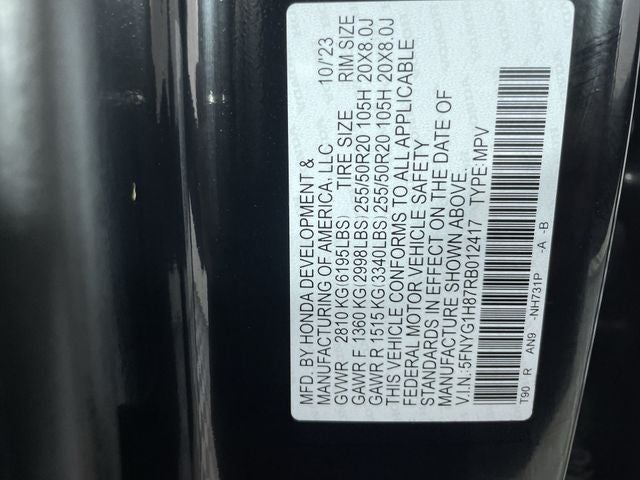 MFD. BY HONDA DEVELOPMENT & 10/'23
MANUFACTURING OF AMERICA, LLC
GVWR 2810 KG(6195LBS) TIRE SIZE RIM SIZE
GAWR F 1360 KG(2998LBS) 255/50R20 105H 20X8.0J
GAWR R 1515 KG(3340LBS) 255/50R20 105H 20X8.0J
THIS VEHICLE CONFORMS TO ALL APPLICABLE
FEDERAL MOTOR VEHICLE SAFETY
STANDARDS IN EFFECT ON THE DATE OF
MANUFACTURE SHOWN ABOVE.
V.I.N.:5FNYG1H87RB012417 TYPE:MPV
T90 R AN9 -NH731P -A -B